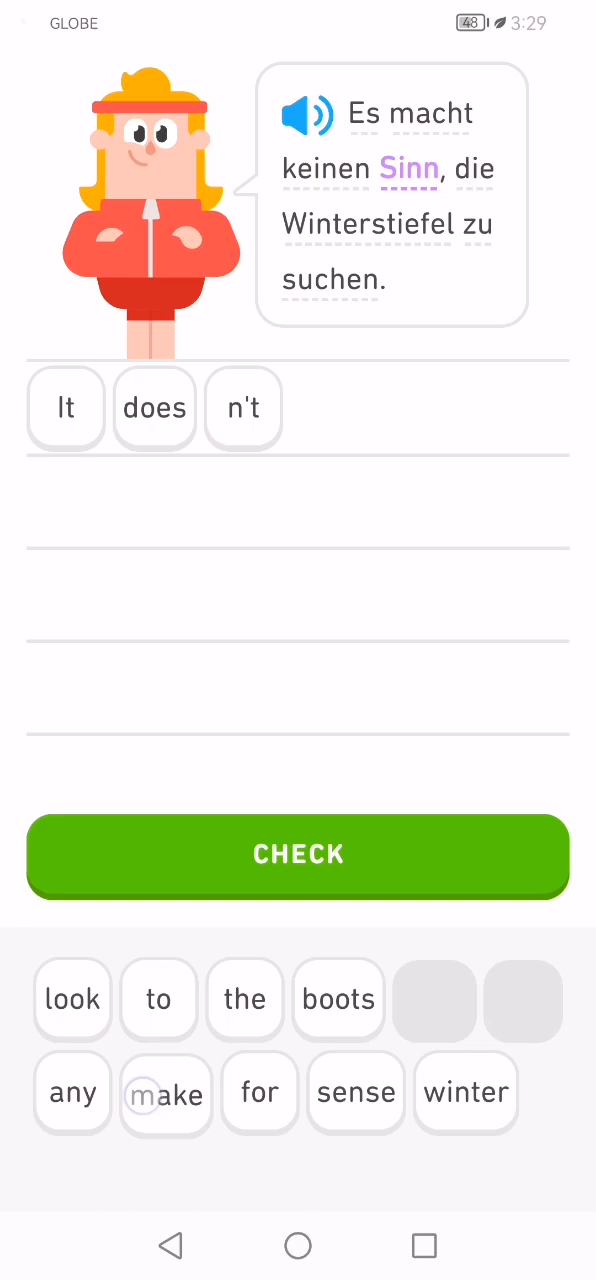 GLOBE 48 3:29
Es macht
keinen Sinn, die
Winterstiefel zu
suchen.
It does n't
CHECK
look to the boots
any make for sense winter